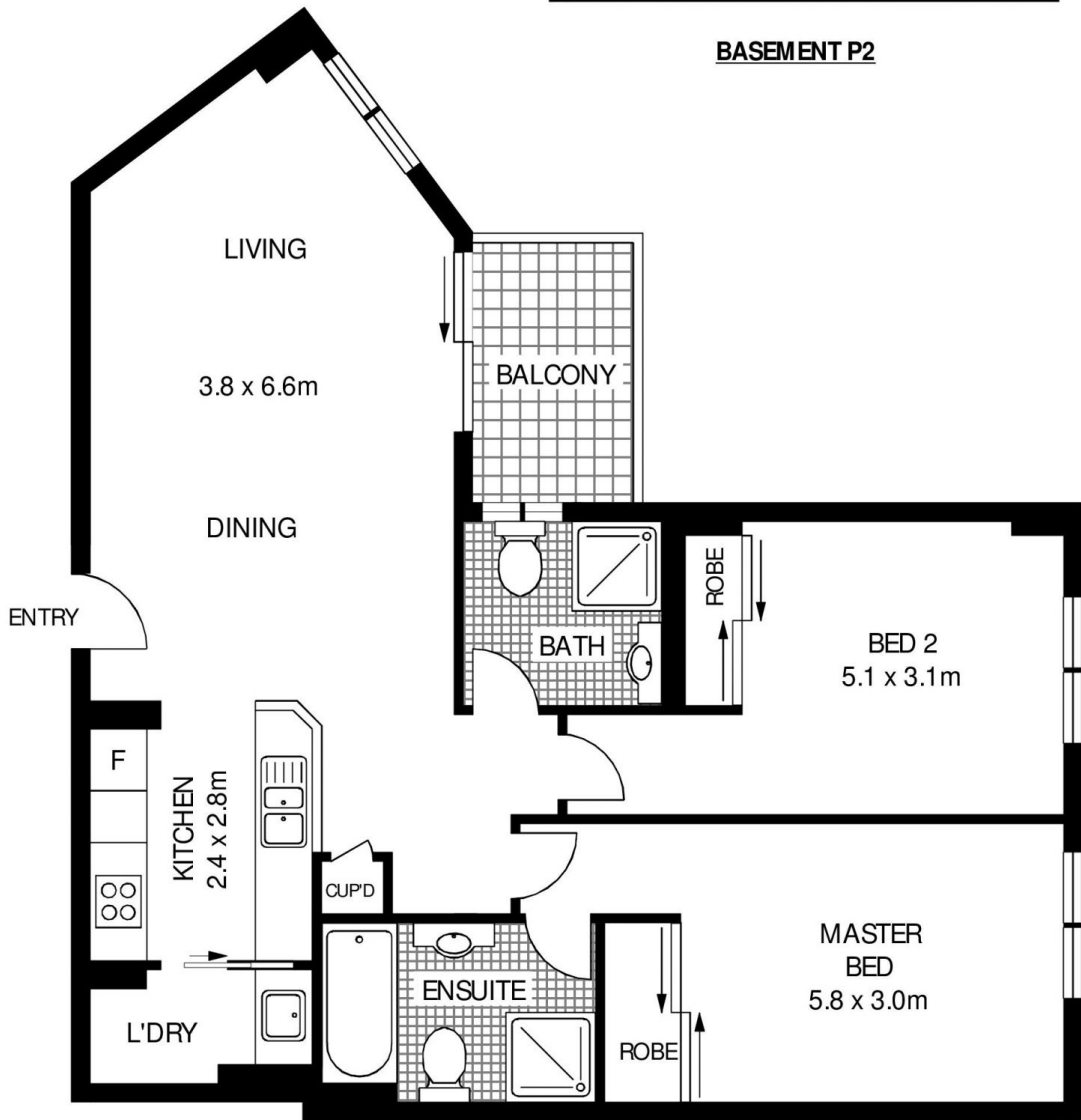 BASEMENT P2
LIVING
3.8 x 6.6m
BALCONY
DINING
ENTRY
BATH
ROBE
BED 2
5.1 x 3.1m
F
KITCHEN
2.4 x 2.8m
CUP'D
MASTER
BED
5.8 x 3.0m
ENSUITE
L'DRY
ROBE